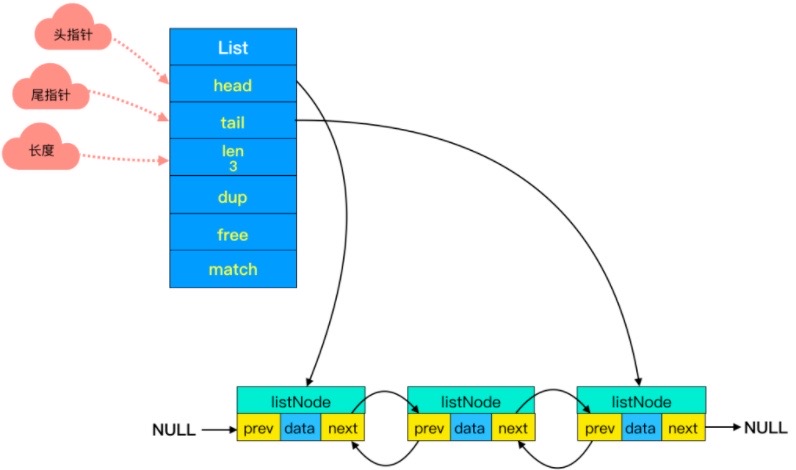 头指针
尾指针
长度
List
head
tail
len
3
dup
free
match
listNode
listNode
listNode
NULL
prev data next
prev data next
prev data next
NULL